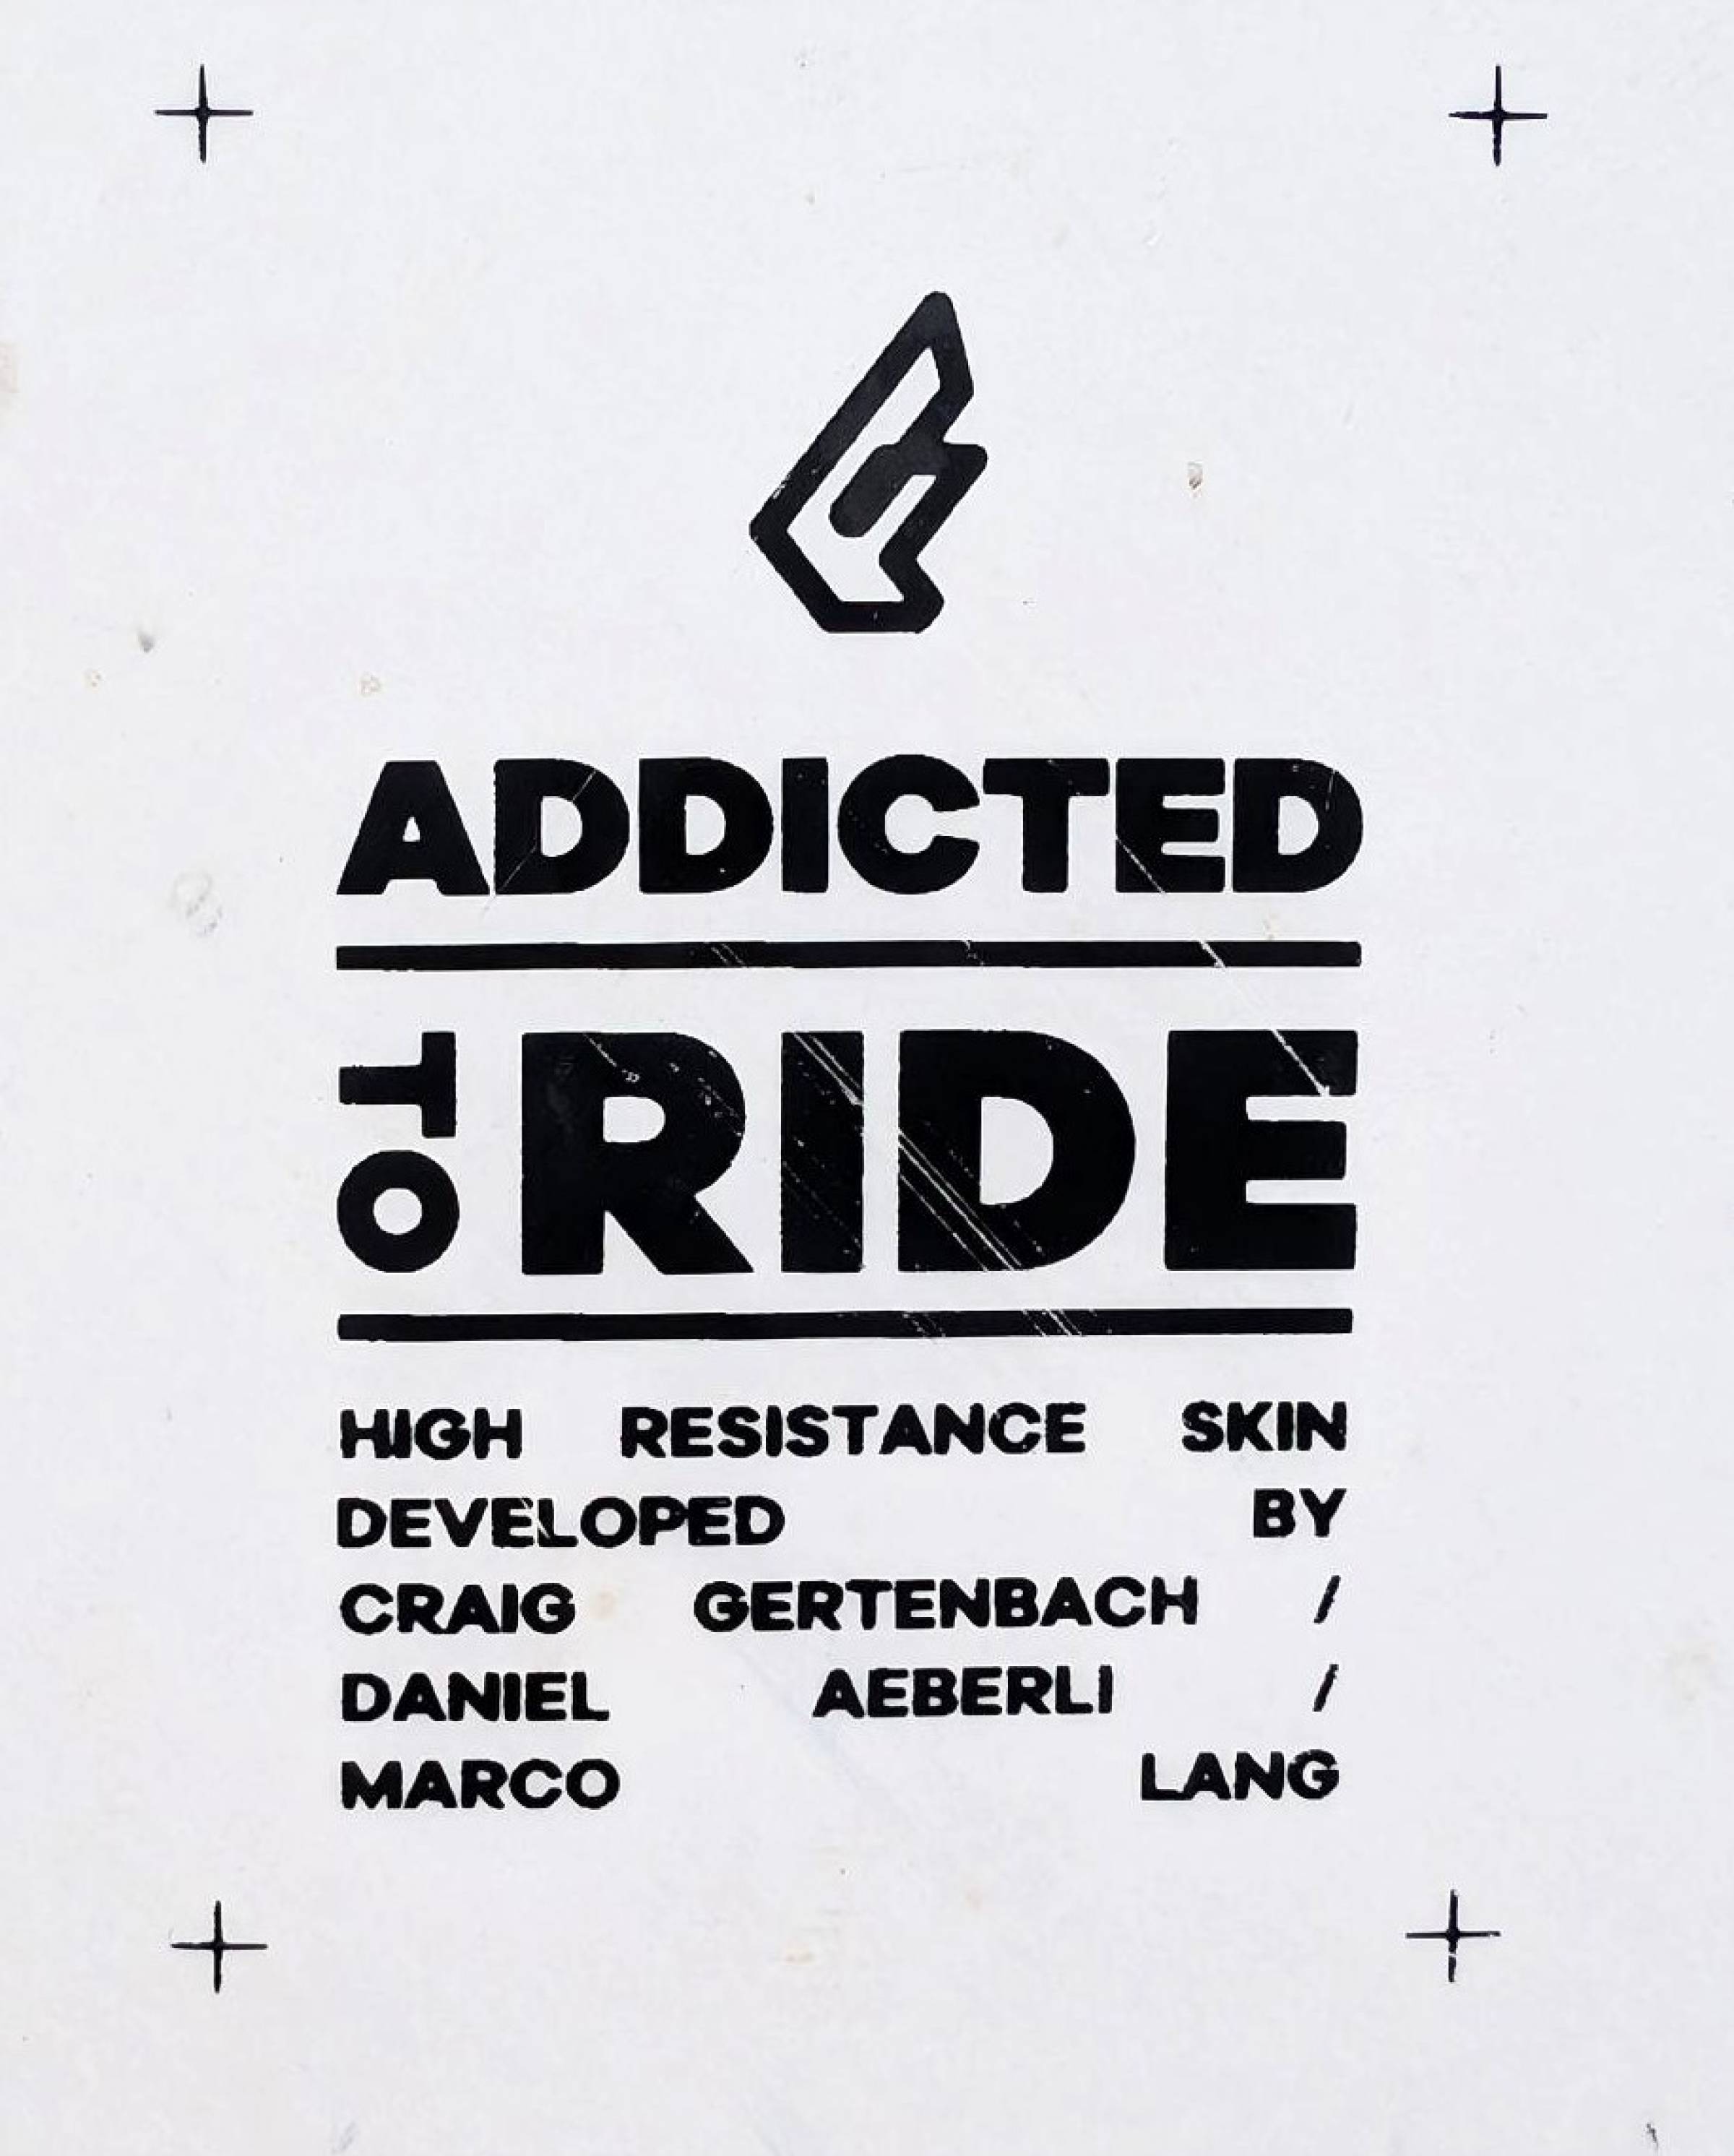 ADDICTED
TO RIDE
HIGH RESISTANCE SKIN
DEVELOPED BY
CRAIG GERTENBACH /
DANIEL AEBERLI /
MARCO LANG